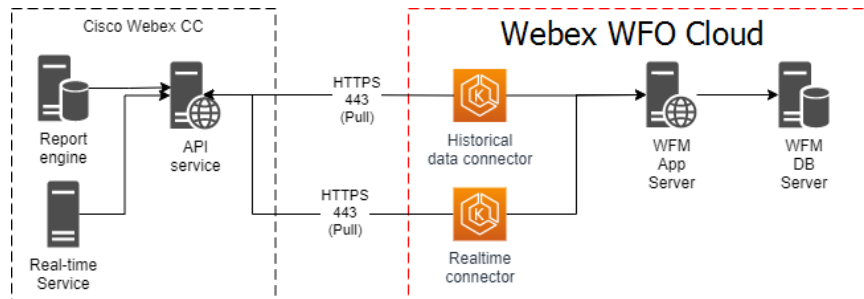 Cisco Webex CC
Webex WFO Cloud
Report
engine
API
service
Real-time
Service
HTTPS
443
(Pull)
HTTPS
443
(Pull)
K
Historical
data connector
K
Realtime
connector
WFM
App
Server
WFM
DB
Server